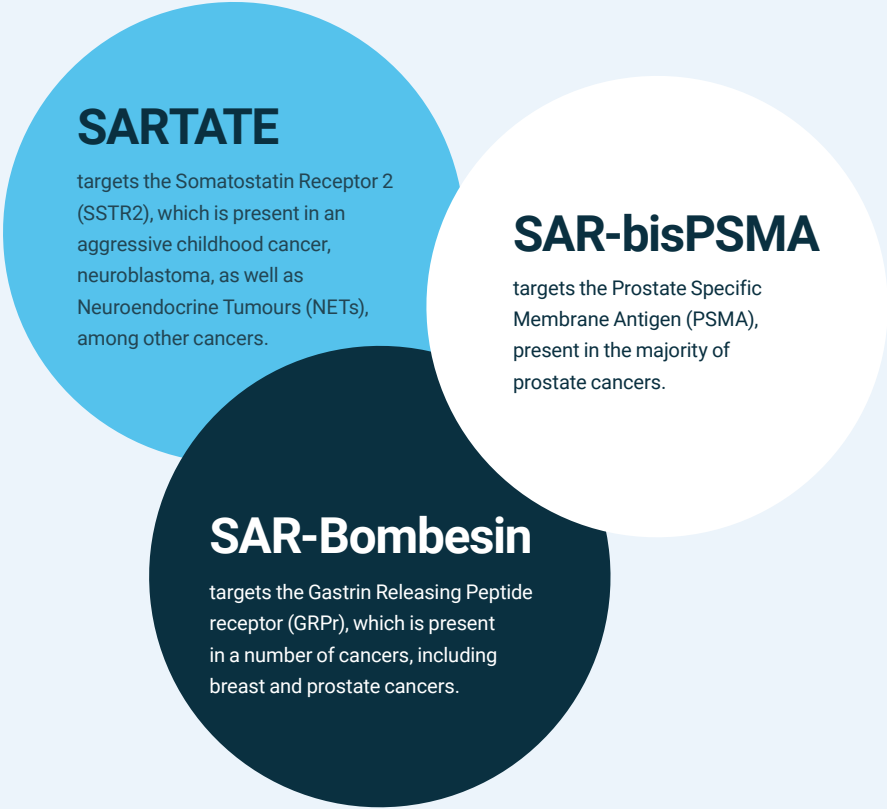 SARTATE
targets the Somatostatin Receptor 2
(SSTR2), which is present in an
aggressive childhood cancer,
neuroblastoma, as well as
Neuroendocrine Tumours (NETs),
among other cancers.
SAR-bisPSMA
targets the Prostate Specific
Membrane Antigen (PSMA),
present in the majority of
prostate cancers.
SAR-Bombesin
targets the Gastrin Releasing Peptide
receptor (GRPr), which is present
in a number of cancers, including
breast and prostate cancers.